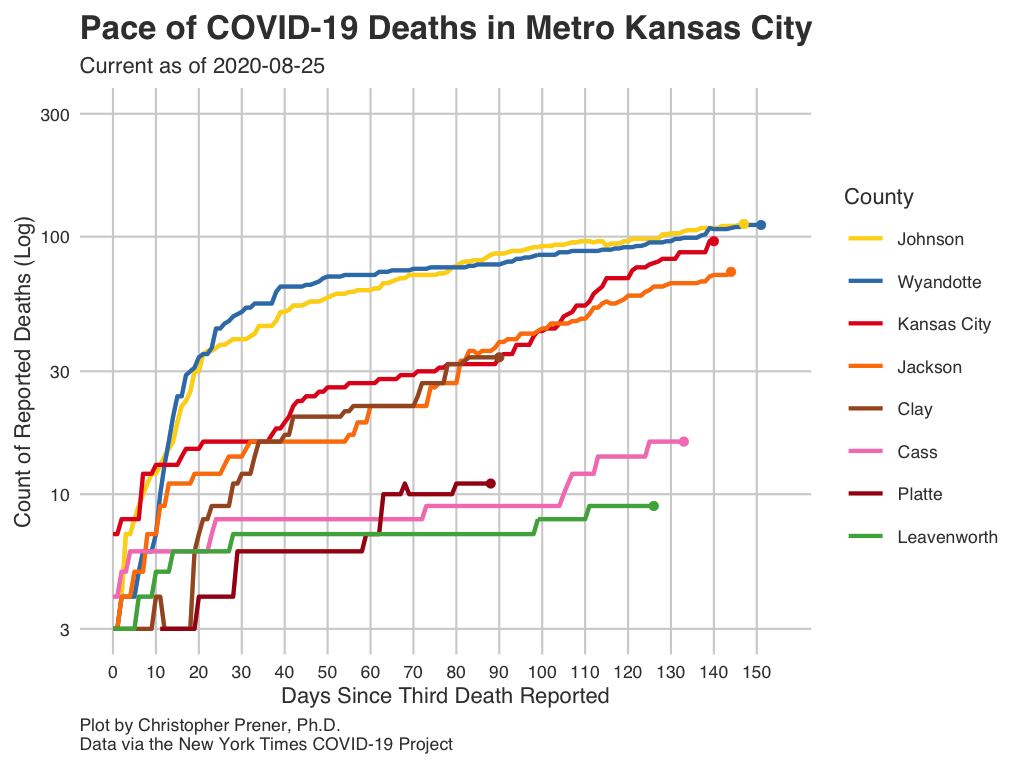 Pace of COVID-19 Deaths in Metro Kansas City
Current as of 2020-08-25
Count of Reported Deaths (Log)
300
100
30
10
3
0 10 20 30 40 50 60 70 80 90 100 110 120 130 140 150
Days Since Third Death Reported
County
Johnson
Wyandotte
Kansas City
Jackson
Clay
Cass
Platte
Leavenworth
Plot by Christopher Prener, Ph.D.
Data via the New York Times COVID-19 Project